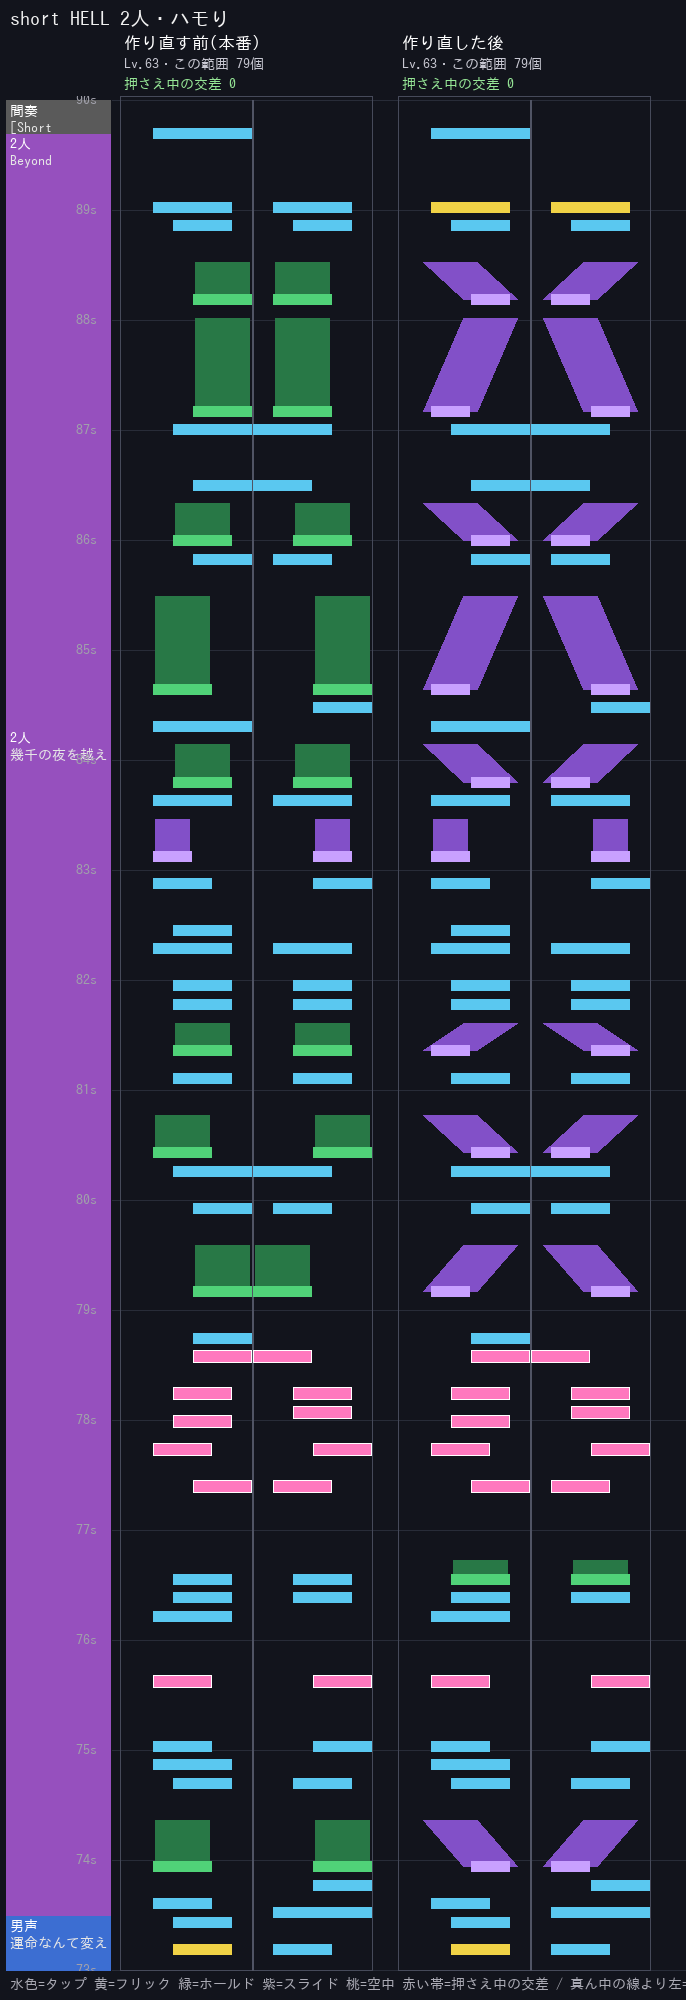 short HELL 2人・ハモり
作り直す前(本番)
作り直した後
Lv.63・この範囲 79個
Lv.63・この範囲 79個
押さえ中の交差 0
押さえ中の交差 0
90s
間奏
[Short
2人
Beyond
89s
88s
87s
86s
85s
2人
幾千の夜を越え
84s
83s
82s
81s
80s
79s
78s
77s
76s
75s
74s
男声
運命なんて変え
水色=タップ 黄=フリック 緑=ホールド 紫=スライド 桃=空中 赤い帯=押さえ中の交差 / 真ん中の線より左=